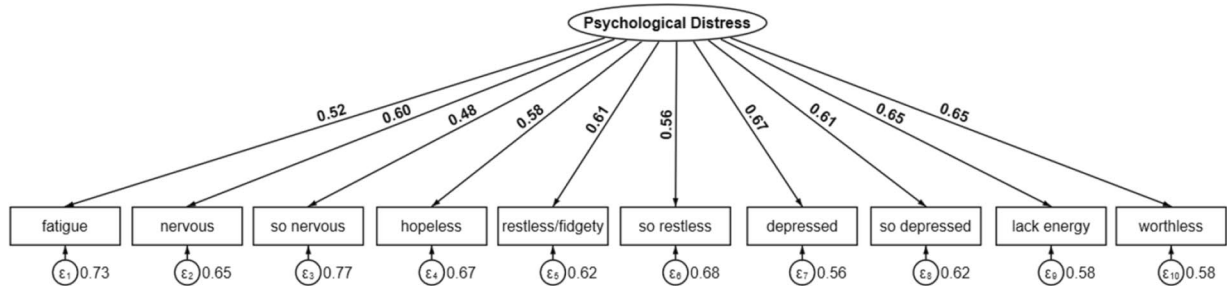 Psychological Distress
0.52
0.60
0.48
0.58
0.61
0.56
0.67
0.61
0.65
0.65
fatigue
nervous
so nervous
hopeless
restless/fidgety
so restless
depressed
so depressed
lack energy
worthless
ε1 0.73
ε2 0.65
ε3 0.77
ε4 0.67
ε5 0.62
ε6 0.68
ε7 0.56
ε8 0.62
ε9 0.58
ε10 0.58